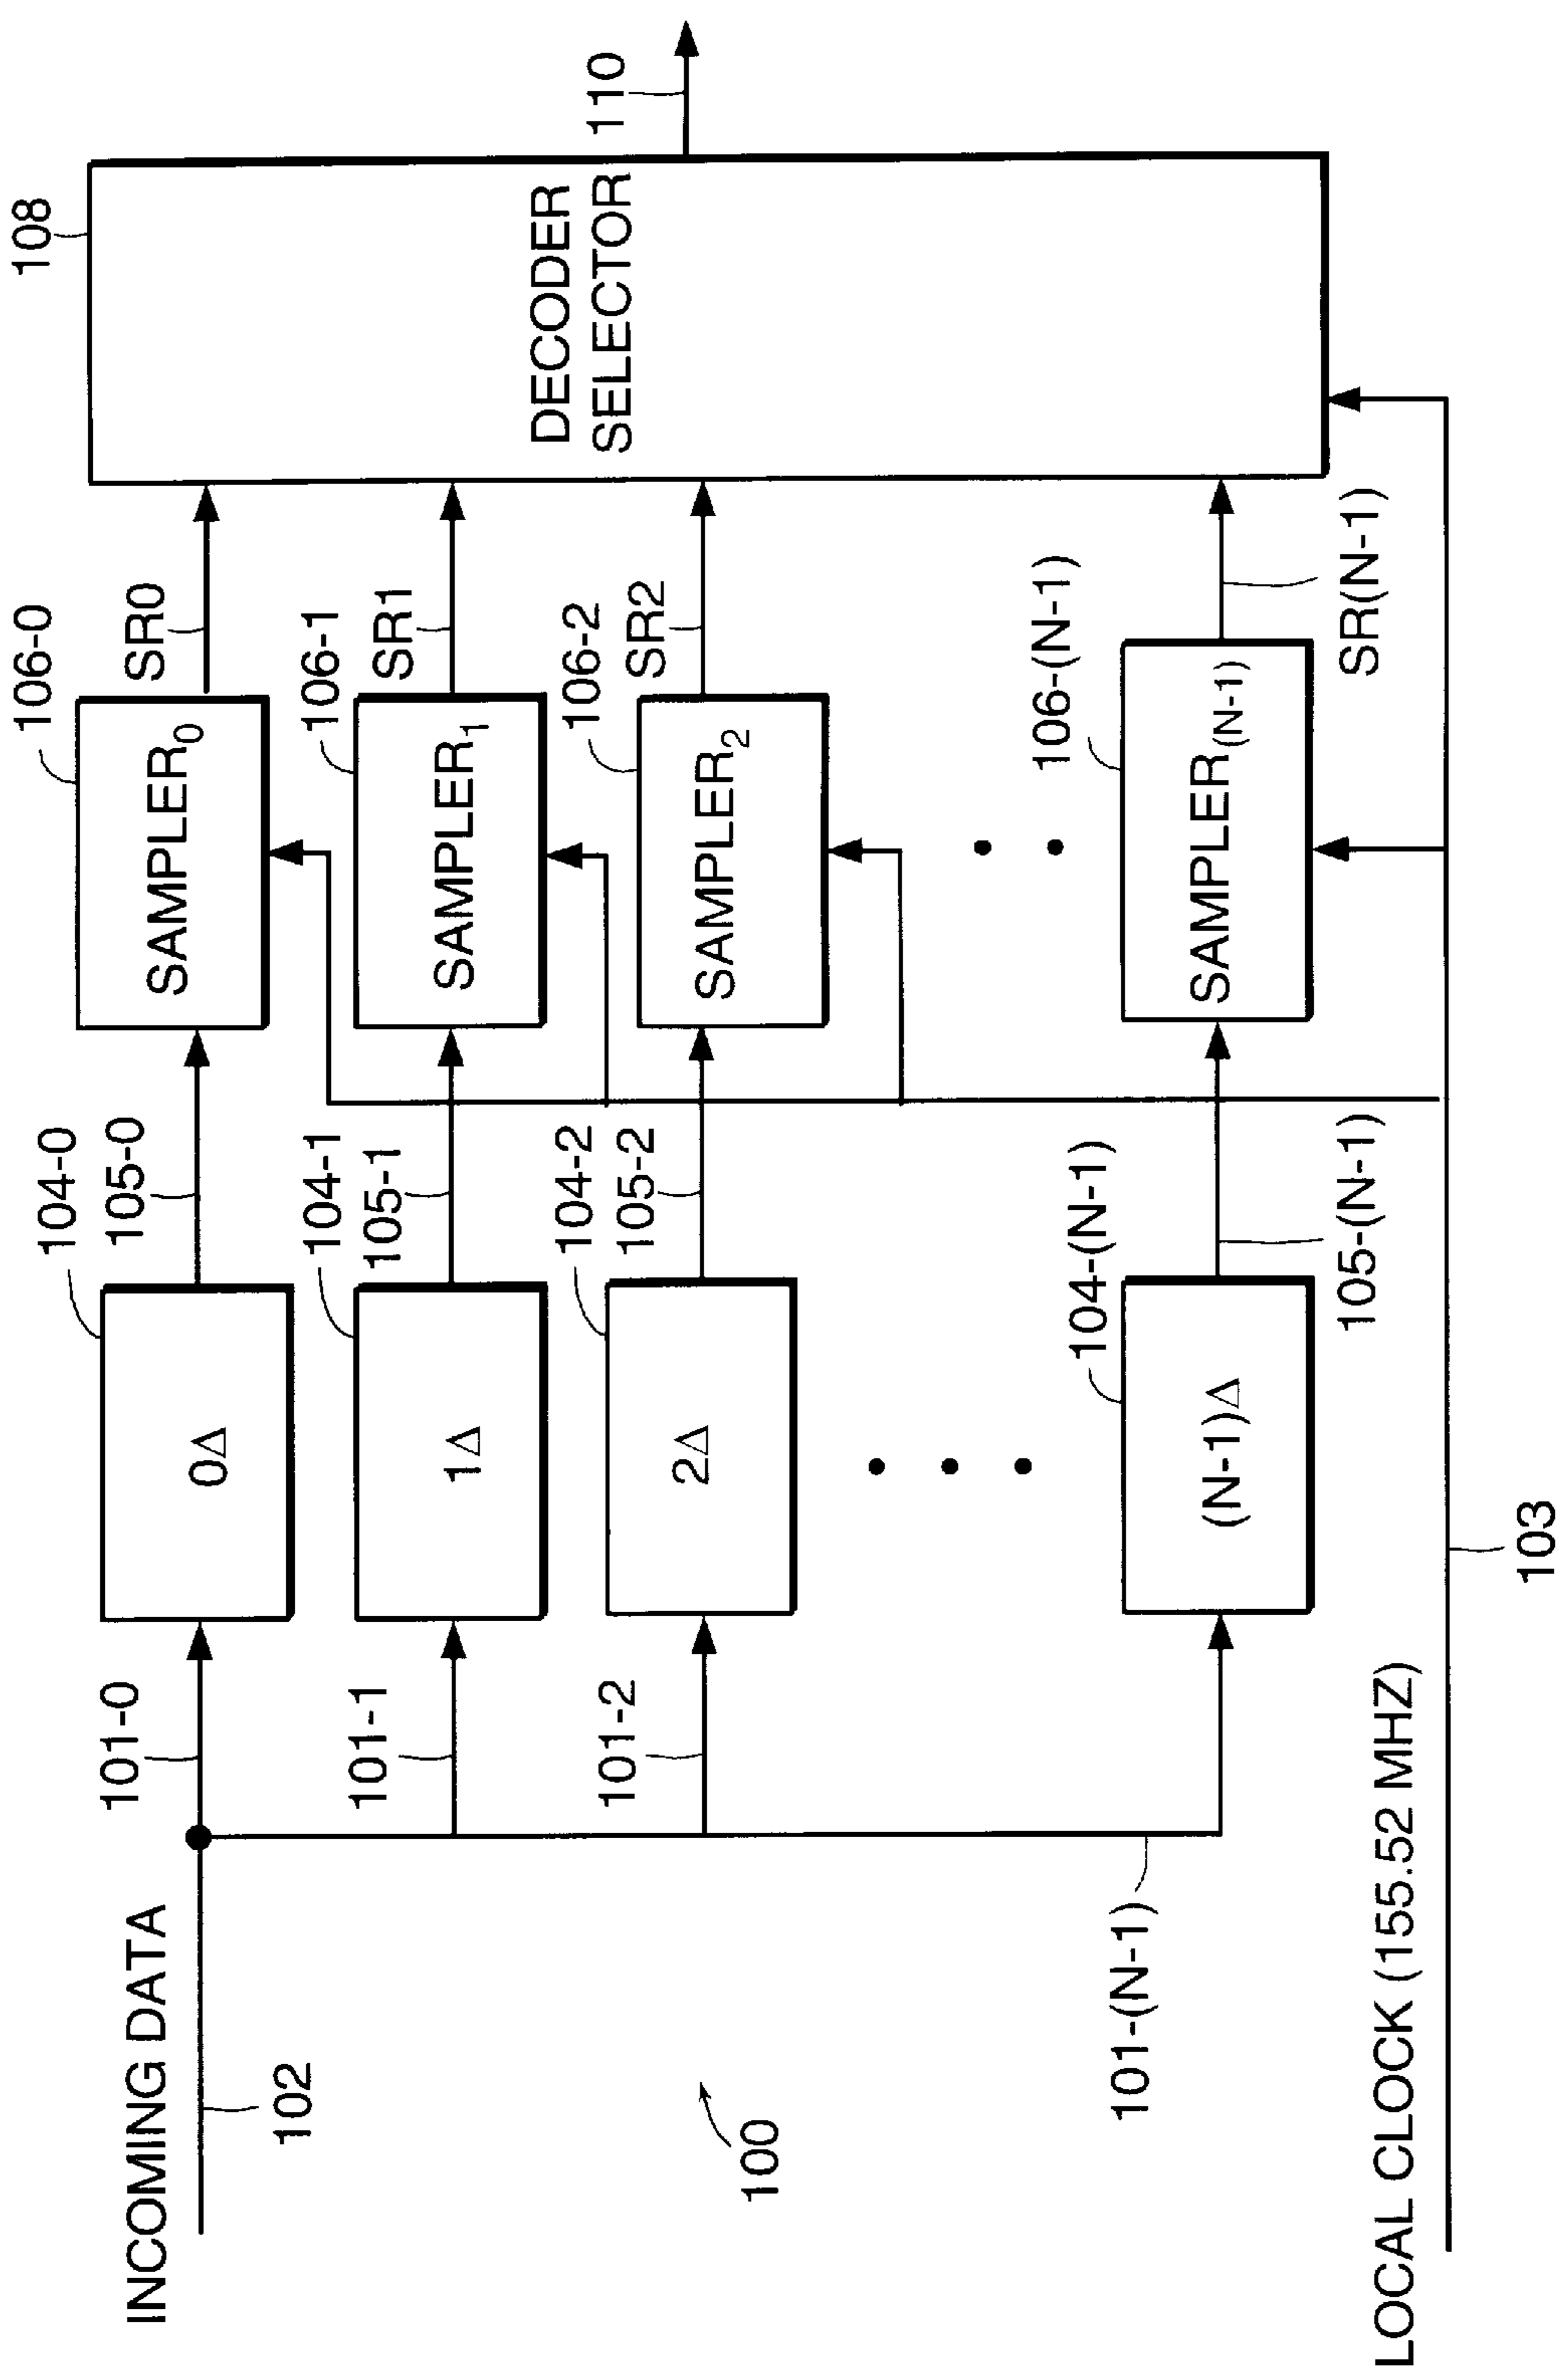 INCOMING DATA
102
101-0
101-1
101-2
101-(N-1)
100
104-0
105-0
0Δ
104-1
105-1
1Δ
104-2
105-2
2Δ
104-(N-1)
(N-1)Δ
105-(N-1)
106-0
SAMPLER0
SR0
106-1
SAMPLER1
SR1
106-2
SAMPLER2
SR2
106-(N-1)
SAMPLER(N-1)
SR(N-1)
108
DECODER
SELECTOR
110
LOCAL CLOCK (155.52 MHZ)
103